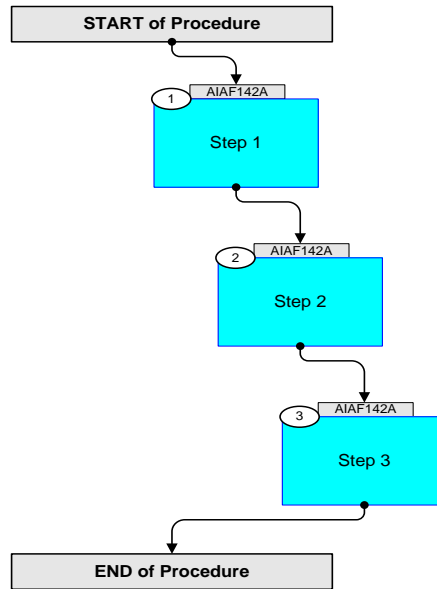 START of Procedure
AIAF142A
1
Step 1
AIAF142A
2
Step 2
AIAF142A
3
Step 3
END of Procedure